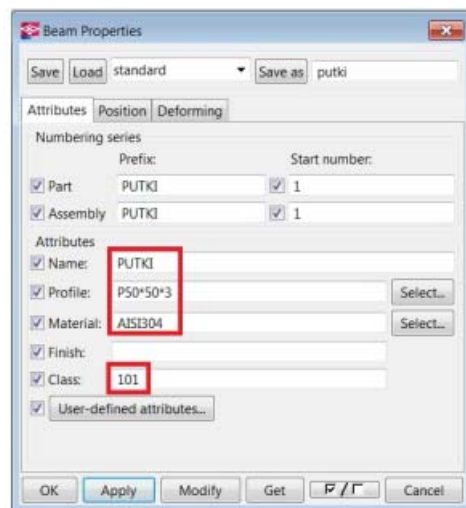 Beam Properties
Save Load standard Save as putki
Attributes Position Deforming
Numbering series
Prefix: Start number:
Part PUTKI 1
Assembly PUTKI 1
Attributes
Name: PUTKI
Profile: P50*50*3 Select...
Material: AISI304 Select...
Finish:
Class: 101
User-defined attributes...
OK Apply Modify Get / Cancel